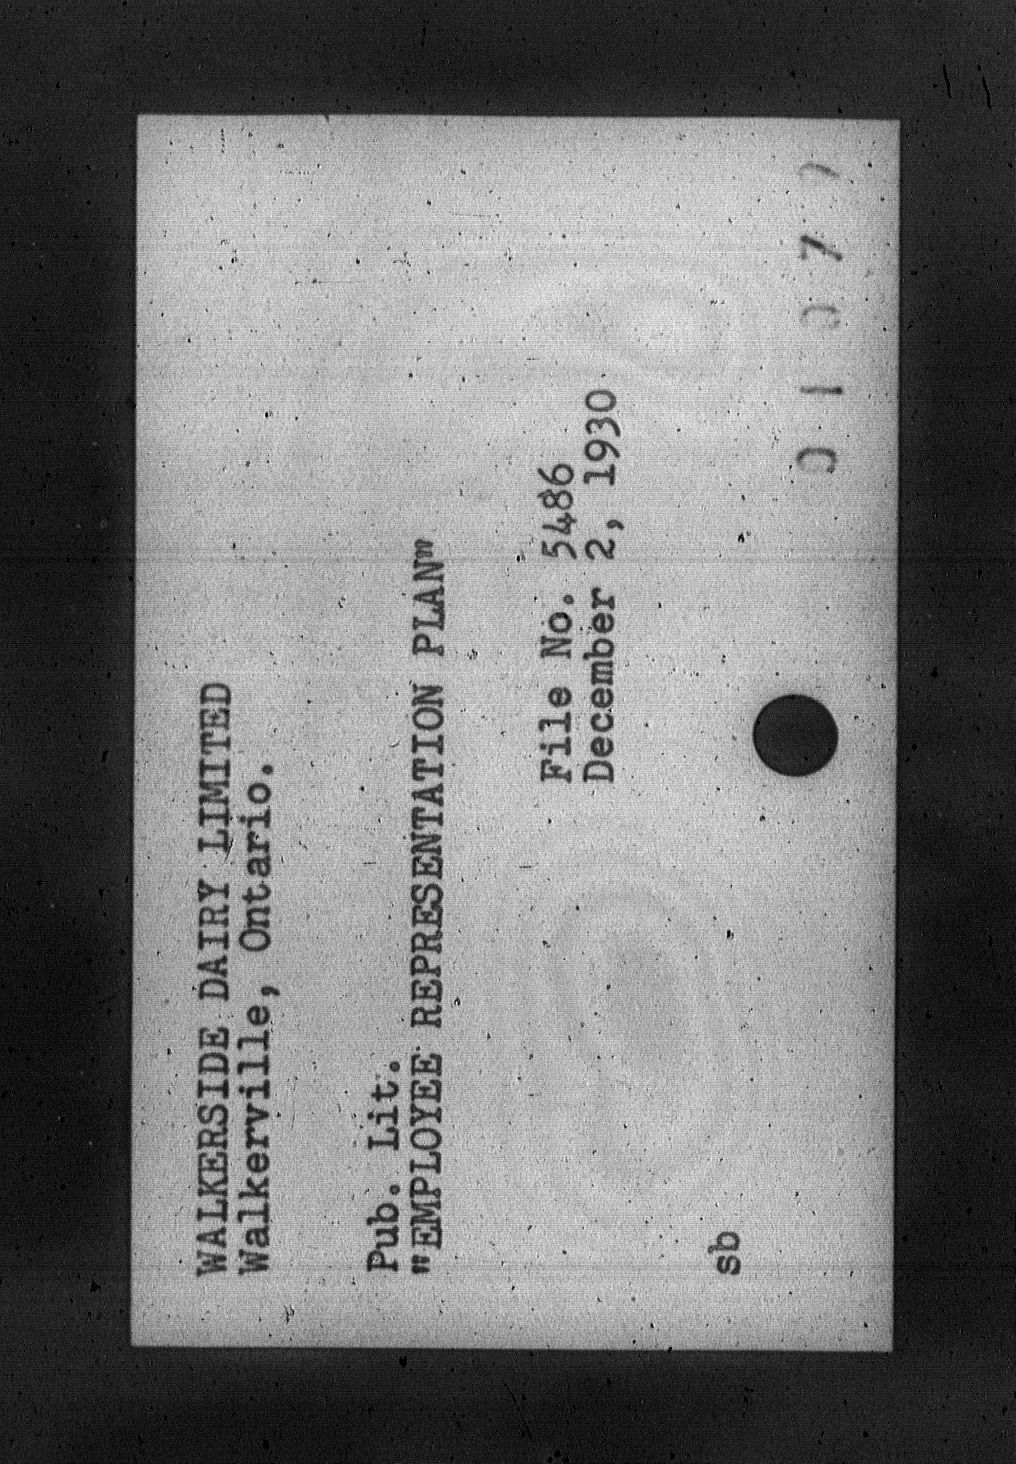 WALKERSIDE DAIRY LIMITED
Walkerville, Ontario.
Pub. Lit.
"EMPLOYEE REPRESENTATION PLAN"
File No. 5486
December 2, 1930
sb